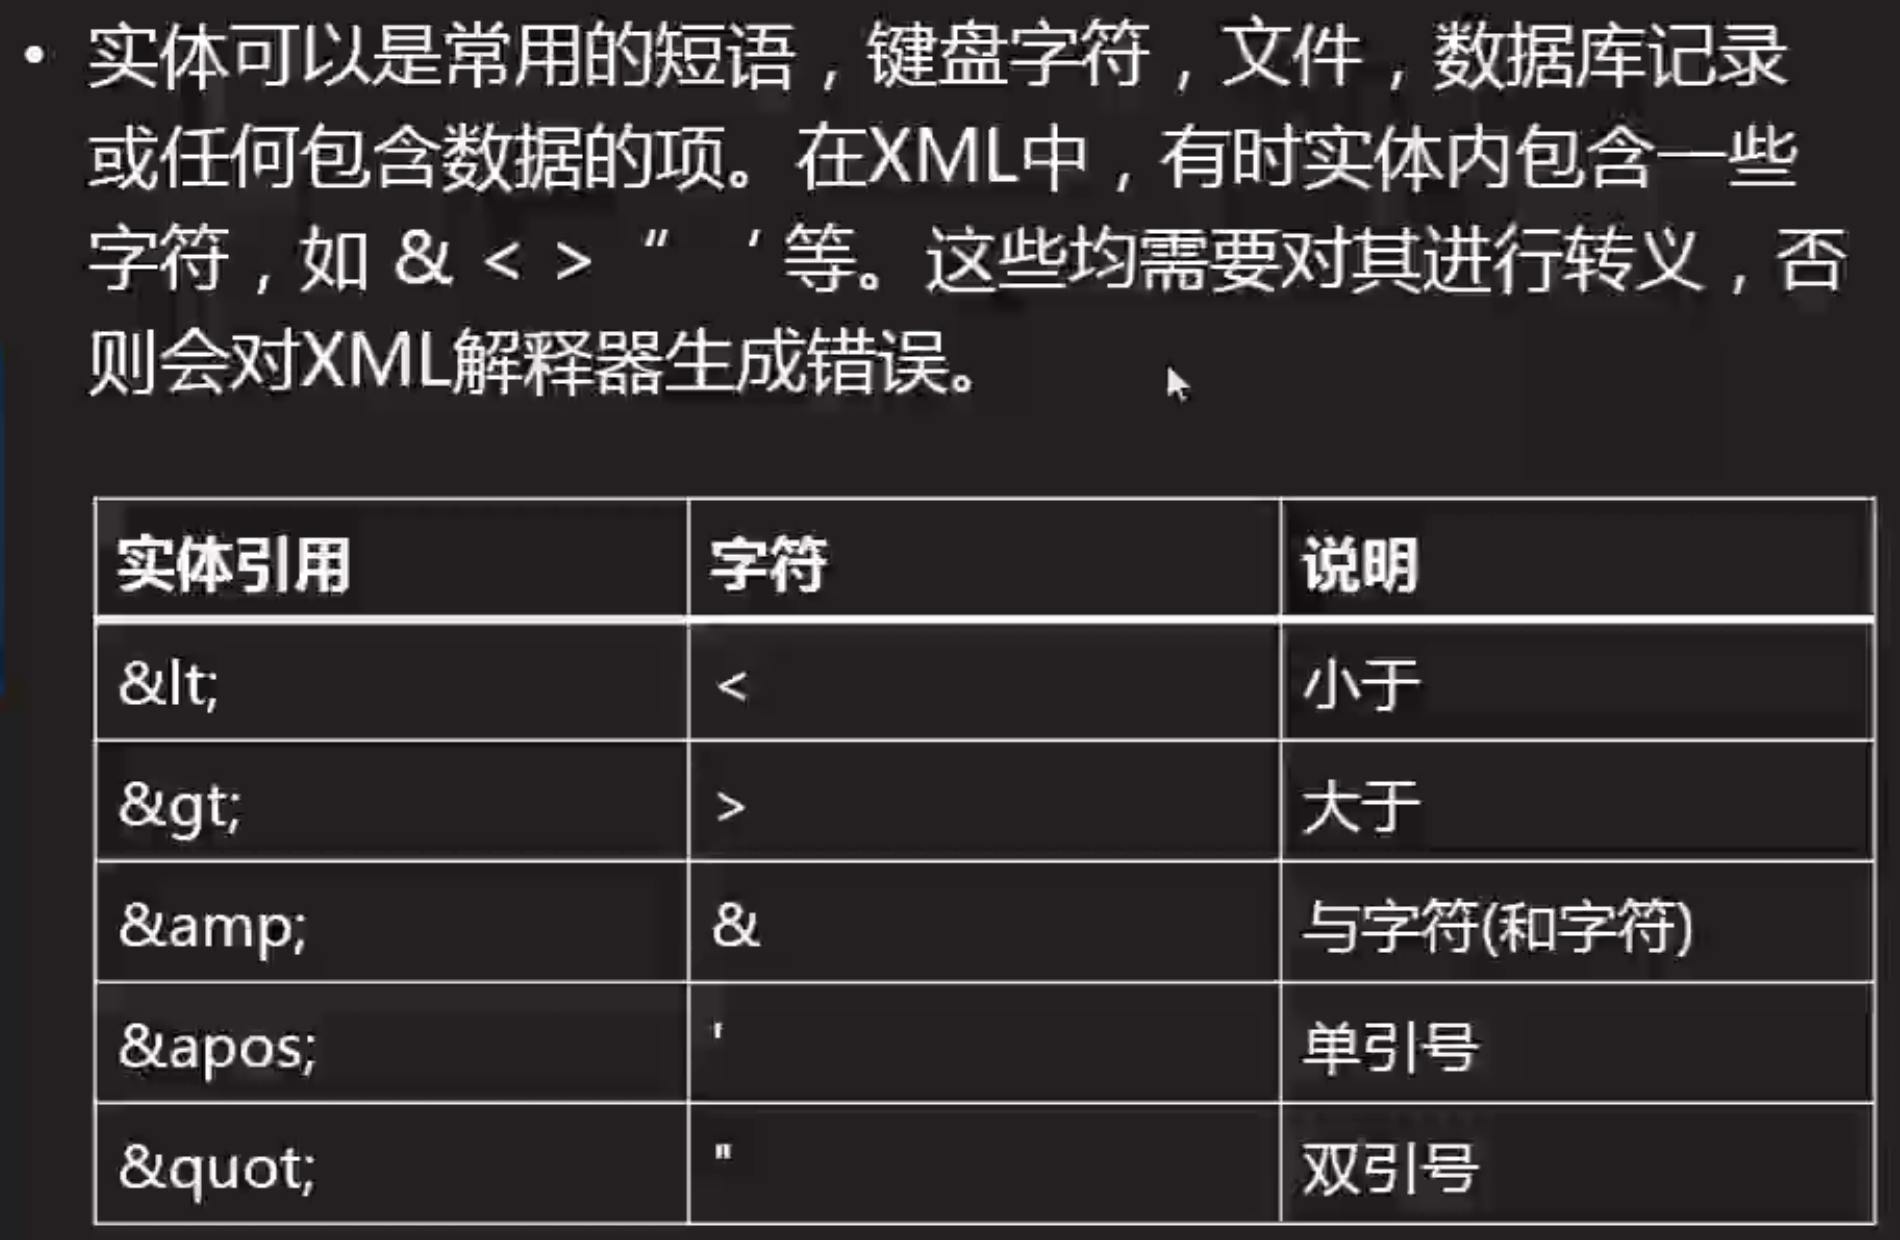 • 实体可以是常用的短语，键盘字符，文件，数据库记录
或任何包含数据的项。在XML中，有时实体内包含一些
字符，如 & < > “ ‘ 等。这些均需要对其进行转义，否
则会对XML解释器生成错误。
实体引用 字符 说明
&lt; < 小于
&gt; > 大于
&amp; & 与字符(和字符)
&apos; ' 单引号
&quot; " 双引号